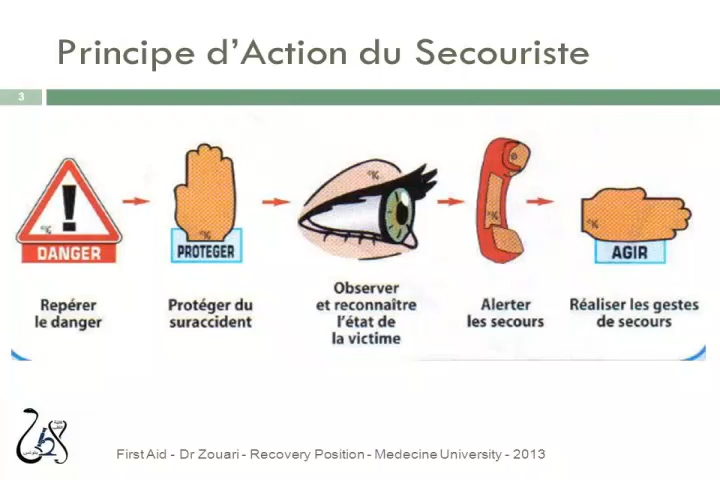 Principe d'Action du Secouriste
3
DANGER
PROTEGER
AGIR
Repérer
le danger
Protéger du
suraccident
Observer
et reconnaître
l'état de
la victime
Alerter
les secours
Réaliser les gestes
de secours
First Aid - Dr Zouari - Recovery Position - Medecine University - 2013